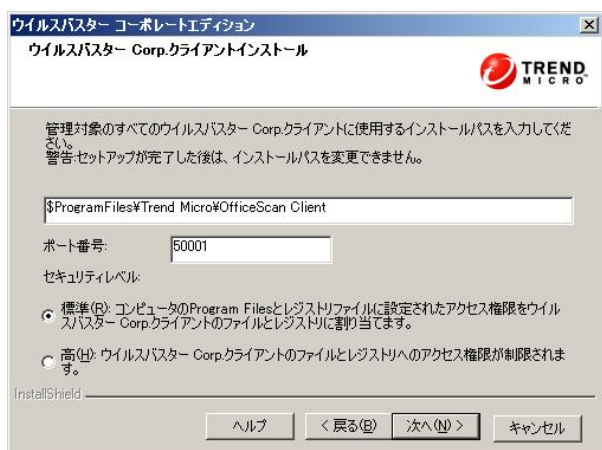 ウイルスバスター コーポレートエディション
ウイルスバスター Corp.クライアントインストール
TREND
MICRO
管理対象のすべてのウイルスバスター Corp.クライアントに使用するインストールパスを入力してくだ
さい。
警告:セットアップが完了した後は、インストールパスを変更できません。
$ProgramFiles¥Trend Micro¥OfficeScan Client
ポート番号: 50001
セキュリティレベル:
標準(R): コンピュータのProgram Filesとレジストリファイルに設定されたアクセス権限をウイル
スバスター Corp.クライアントのファイルとレジストリに割り当てます。
高(H): ウイルスバスター Corp.クライアントのファイルとレジストリへのアクセス権限が制限されま
す。
InstallShield
ヘルプ < 戻る(B) 次へ(N) > キャンセル